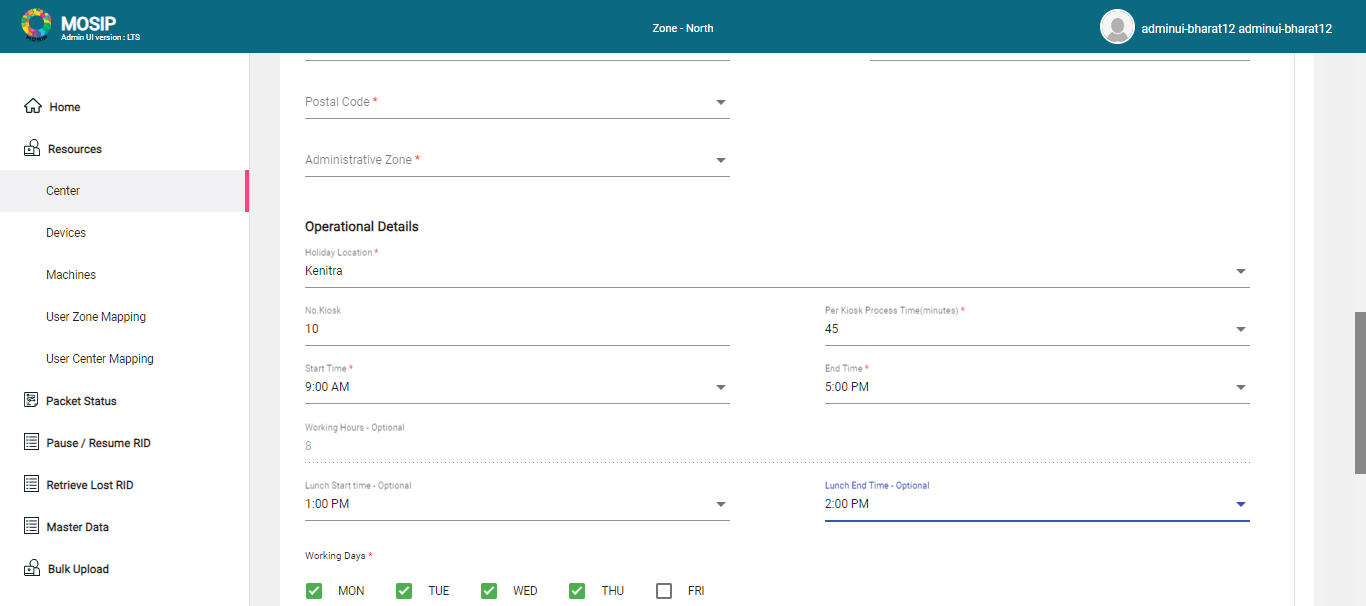 MOSIP
Admin UI version : LTS
Zone - North
adminui-bharat12 adminui-bharat12
Home
Resources
Center
Devices
Machines
User Zone Mapping
User Center Mapping
Packet Status
Pause / Resume RID
Retrieve Lost RID
Master Data
Bulk Upload
Postal Code *
Administrative Zone *
Operational Details
Holiday Location *
Kenitra
No.Kiosk
10
Per Kiosk Process Time(minutes) *
45
Start Time *
9:00 AM
End Time *
5:00 PM
Working Hours - Optional
8
Lunch Start time - Optional
1:00 PM
Lunch End Time - Optional
2:00 PM
Working Days *
MON TUE WED THU FRI